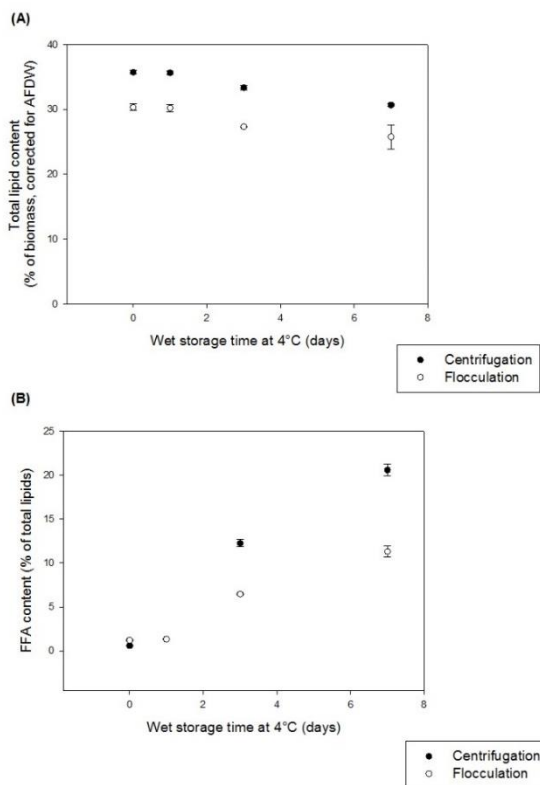 (A)
40
30
20
10
0
Total lipid content
(% of biomass, corrected for AFDW)
0 2 4 6 8
Wet storage time at 4°C (days)
Centrifugation
Flocculation
(B)
25
20
15
10
5
0
FFA content (% of total lipids)
0 2 4 6 8
Wet storage time at 4°C (days)
Centrifugation
Flocculation